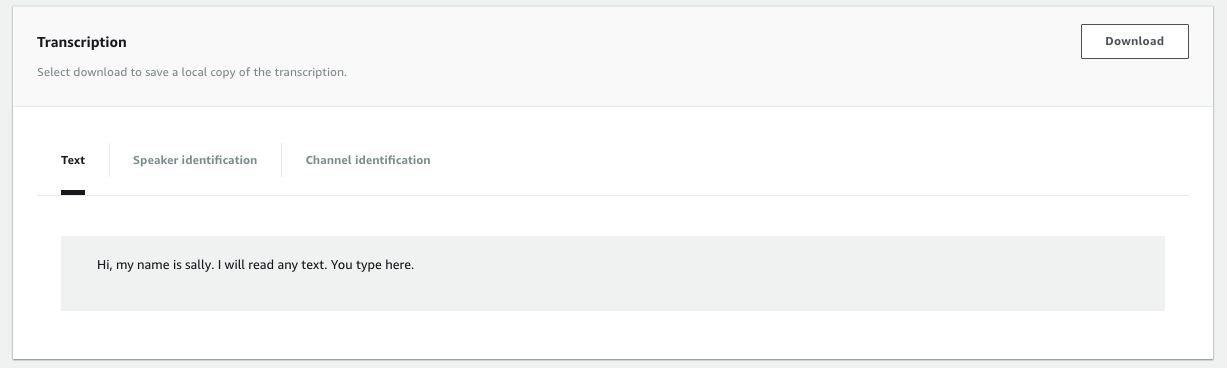 Transcription
Download
Select download to save a local copy of the transcription.
Text
Speaker identification
Channel identification
Hi, my name is sally. I will read any text. You type here.